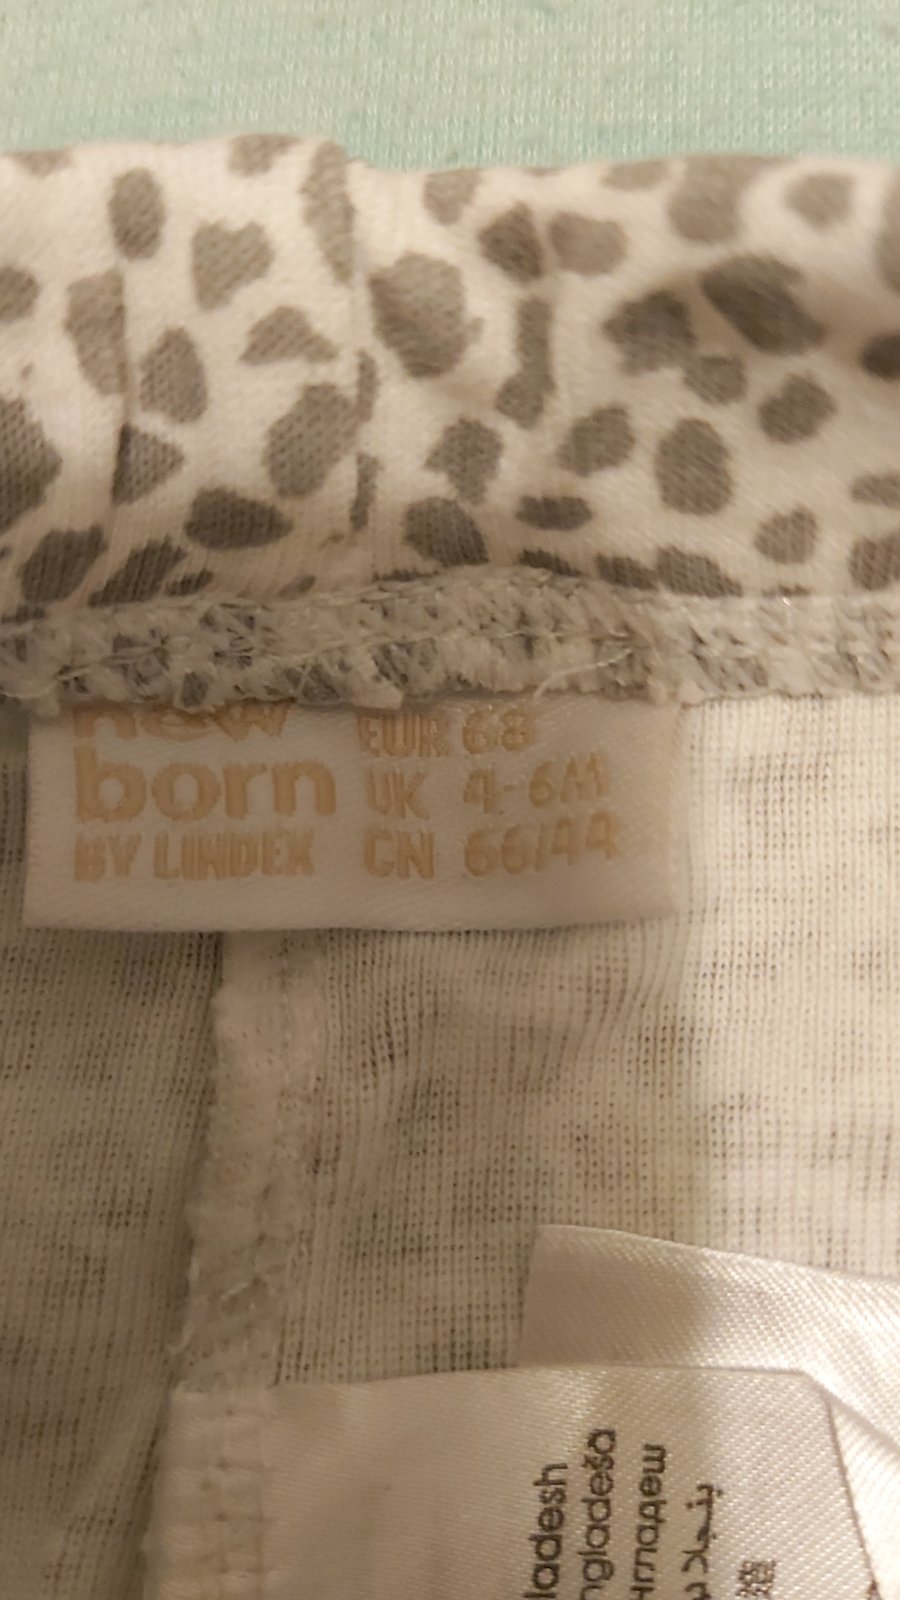 new
born
BY LINDEX
EUR 68
UK 4-6M
CN 66/44
ladesh
ngladeša